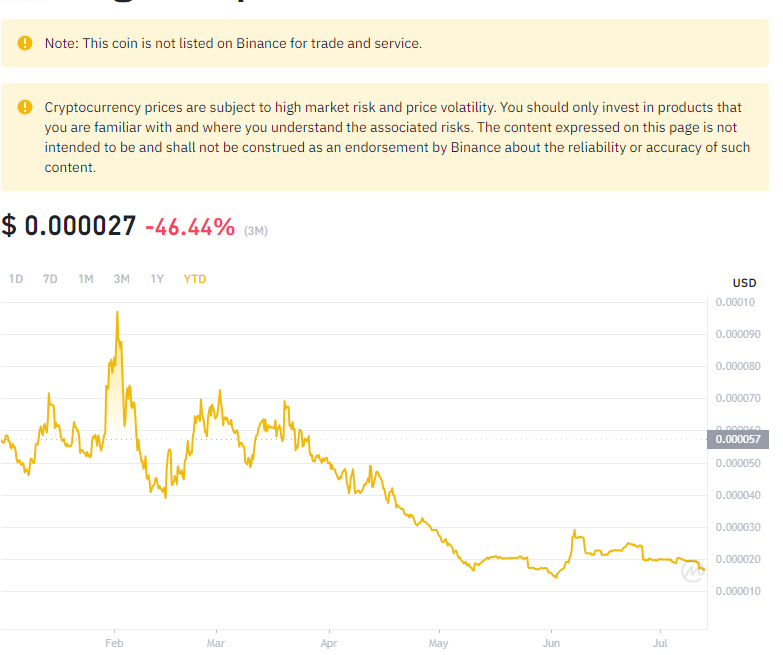 Note: This coin is not listed on Binance for trade and service.
Cryptocurrency prices are subject to high market risk and price volatility. You should only invest in products that
you are familiar with and where you understand the associated risks. The content expressed on this page is not
intended to be and shall not be construed as an endorsement by Binance about the reliability or accuracy of such
content.
$ 0.000027 -46.44% (3M)
1D 7D 1M 3M 1Y YTD
USD
0.00010
0.000090
0.000080
0.000070
0.000060
0.000057
0.000050
0.000040
0.000030
0.000020
0.000010
Feb Mar Apr May Jun Jul